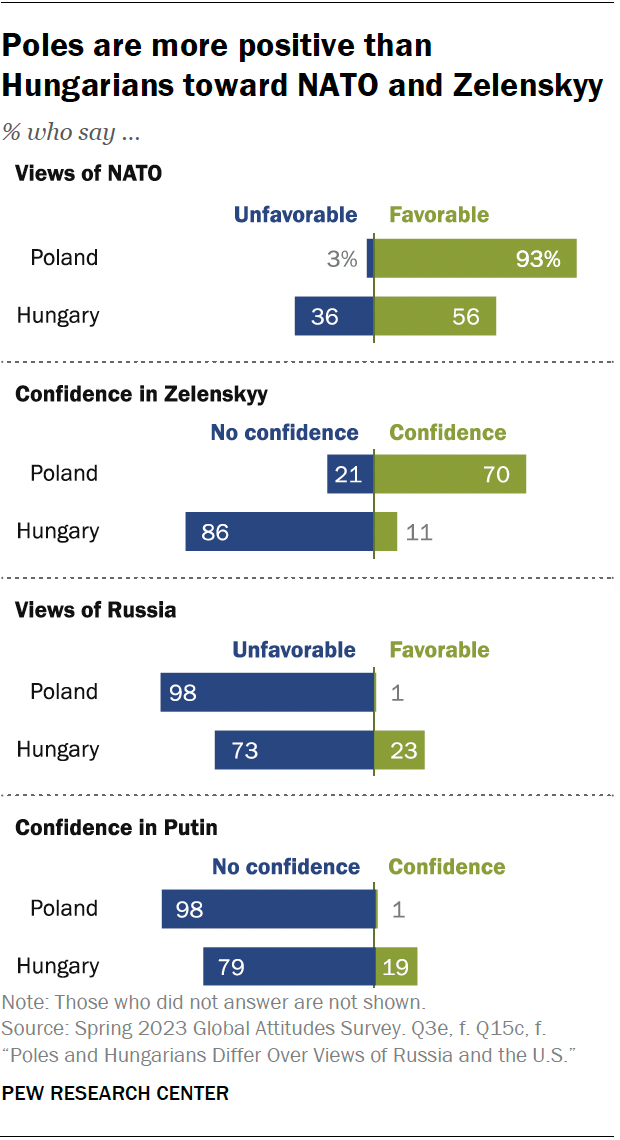 Poles are more positive than
Hungarians toward NATO and Zelenskyy
% who say ...
Views of NATO
Unfavorable Favorable
Poland 3% 93%
Hungary 36 56
Confidence in Zelenskyy
No confidence Confidence
Poland 21 70
Hungary 86 11
Views of Russia
Unfavorable Favorable
Poland 98 1
Hungary 73 23
Confidence in Putin
No confidence Confidence
Poland 98 1
Hungary 79 19
Note: Those who did not answer are not shown.
Source: Spring 2023 Global Attitudes Survey. Q3e, f. Q15c, f.
“Poles and Hungarians Differ Over Views of Russia and the U.S.”
PEW RESEARCH CENTER